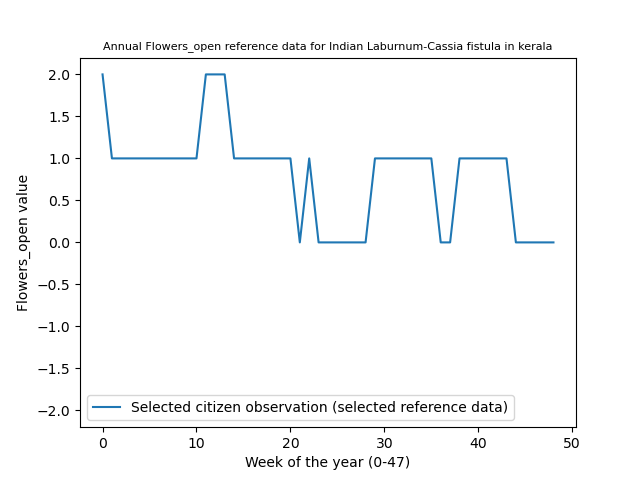 Annual Flowers_open reference data for Indian Laburnum-Cassia fistula in kerala
2.0
1.5
1.0
0.5
0.0
−0.5
−1.0
−1.5
−2.0
Flowers_open value
Selected citizen observation (selected reference data)
0 10 20 30 40 50
Week of the year (0-47)